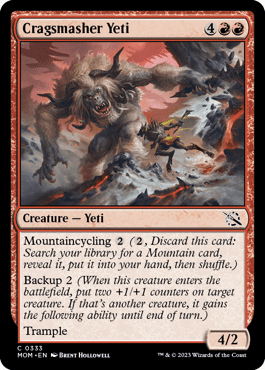 Cragsmasher Yeti 4
Creature — Yeti
Mountaincycling 2 (2, Discard this card:
Search your library for a Mountain card,
reveal it, put it into your hand, then shuffle.)
Backup 2 (When this creature enters the
battlefield, put two +1/+1 counters on target
creature. If that's another creature, it gains
the following ability until end of turn.)
Trample
4/2
C 0333
MOM • EN BRENT HOLLOWELL
™ & © 2023 Wizards of the Coast